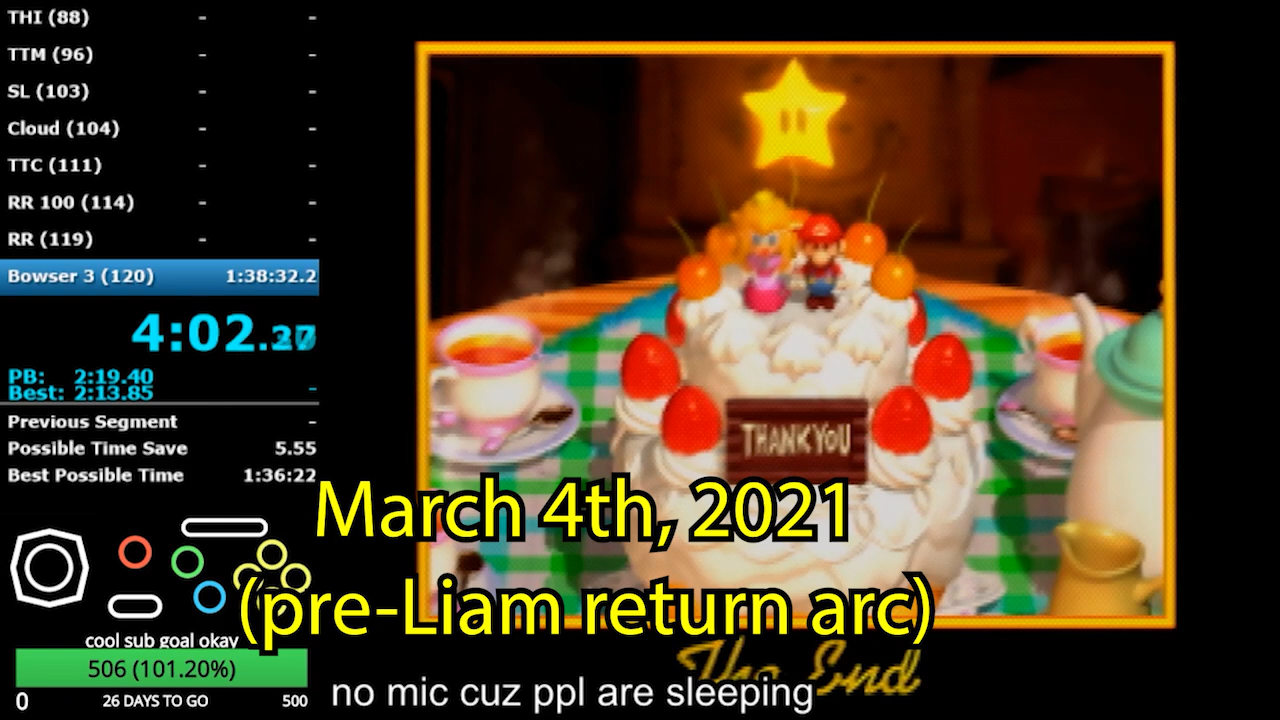 THI (88) - -
TTM (96) - -
SL (103) - -
Cloud (104) - -
TTC (111) - -
RR 100 (114) - -
RR (119) - -
Bowser 3 (120) 1:38:32.2
4:02.
PB: 2:19.40
Best: 2:13.85 -
Previous Segment -
Possible Time Save 5.55
Best Possible Time 1:36:22
THANK YOU
March 4th, 2021
(pre-Liam return arc)
cool sub goal okay
506 (101.20%)
0 26 DAYS TO GO 500
The End
no mic cuz ppl are sleeping